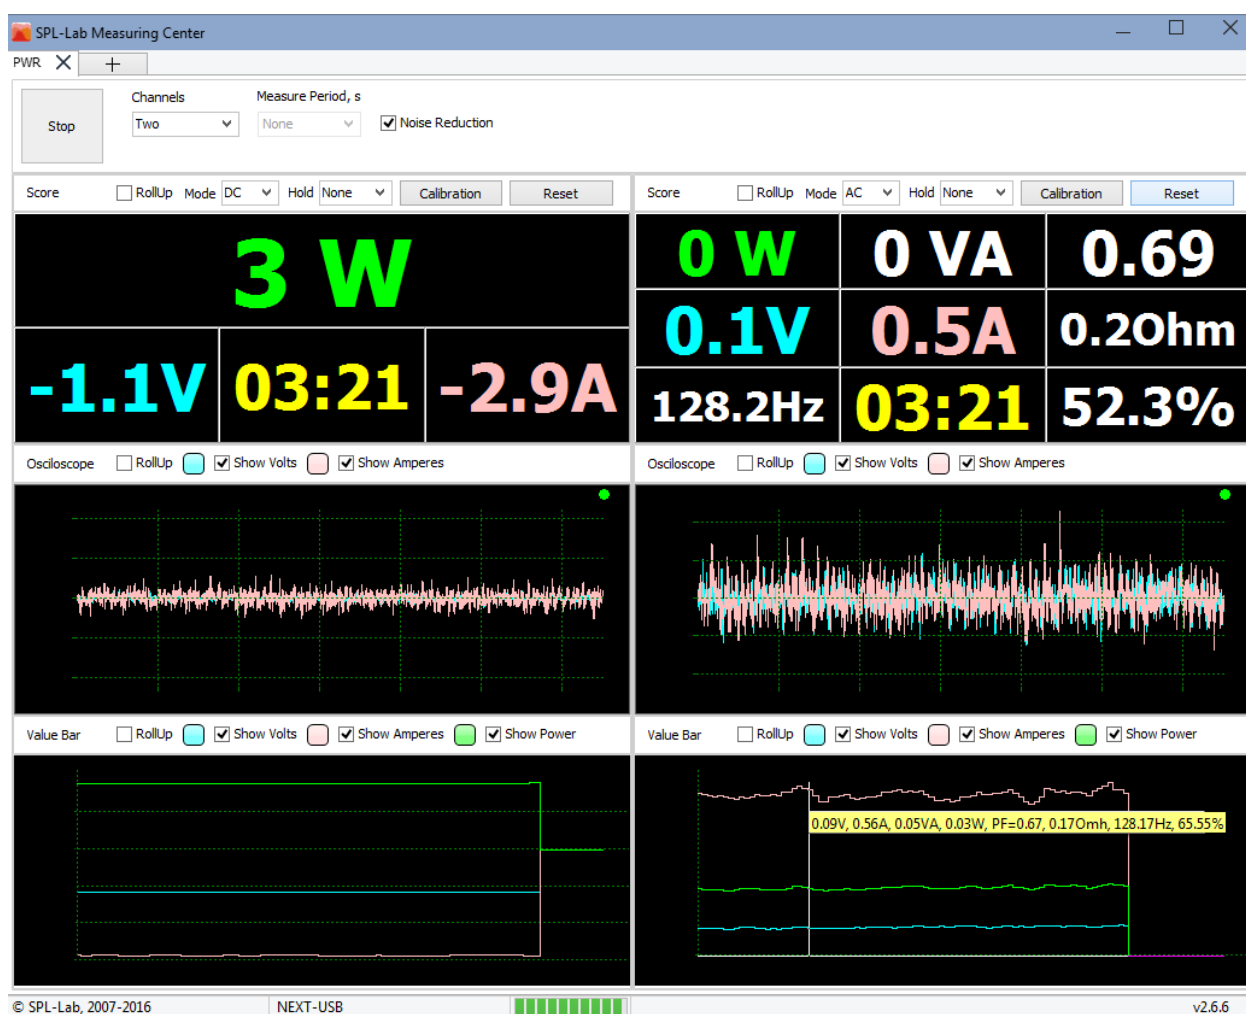 SPL-Lab Measuring Center
PWR
Channels Measure Period, s
Stop Two None Noise Reduction
Score RollUp Mode DC Hold None Calibration Reset
3 W
-1.1V 03:21 -2.9A
Score RollUp Mode AC Hold None Calibration Reset
0 W 0 VA 0.69
0.1V 0.5A 0.2Ohm
128.2Hz 03:21 52.3%
Osciloscope RollUp Show Volts Show Amperes
Osciloscope RollUp Show Volts Show Amperes
Value Bar RollUp Show Volts Show Amperes Show Power
Value Bar RollUp Show Volts Show Amperes Show Power
0.09V, 0.56A, 0.05VA, 0.03W, PF=0.67, 0.17Omh, 128.17Hz, 65.55%
© SPL-Lab, 2007-2016 NEXT-USB v2.6.6